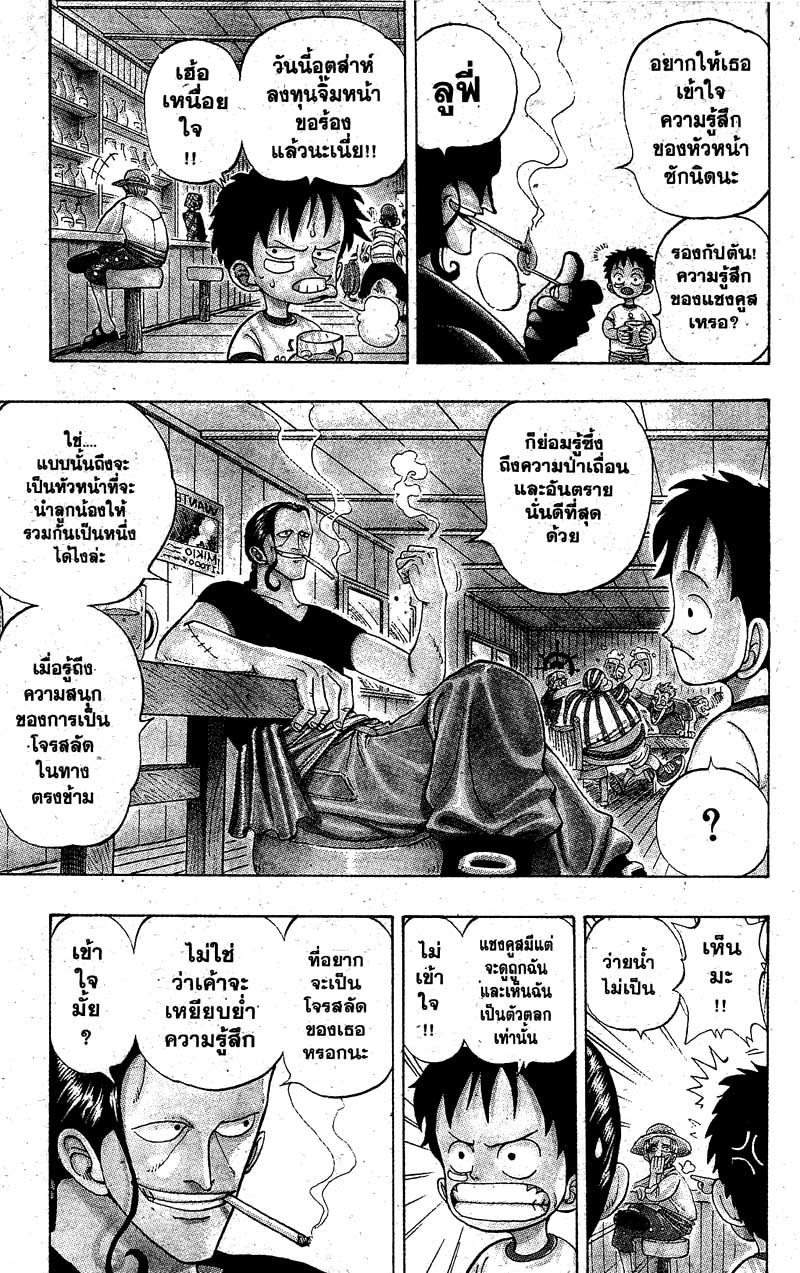 อยากให้เธอ
เข้าใจ
ความรู้สึก
ของหัวหน้า
ซักนิดนะ
ลูฟี่
รองกัปตัน!
ความรู้สึก
ของแชงคูส
เหรอ?
วันนี้อุตส่าห์
ลงทุนจิ้มหน้า
ขอร้อง
แล้วนะเนี่ย!!
เฮ้อ
เหนื่อย
ใจ
!!
ก็ย่อมรู้ซึ้ง
ถึงความป่าเถื่อน
และอันตราย
นั่นดีที่สุด
ด้วย
?
ใช่....
แบบนั้นถึงจะ
เป็นหัวหน้าที่จะ
นำลูกน้องให้
รวมกันเป็นหนึ่ง
ได้ไงล่ะ
WANTE
เมื่อรู้ถึง
ความสนุก
ของการเป็น
โจรสลัด
ในทาง
ตรงข้าม
เห็น
มะ
!!
ว่ายน้ำ
ไม่เป็น
แชงคูสมีแต่
จะดูถูกฉัน
และเห็นฉัน
เป็นตัวตลก
เท่านั้น
ไม่
เข้า
ใจ
!!
ที่อยาก
จะเป็น
โจรสลัด
ของเธอ
หรอกนะ
ไม่ใช่
ว่าเค้าจะ
เหยียบย่ำ
ความรู้สึก
เข้า
ใจ
มั้ย
?